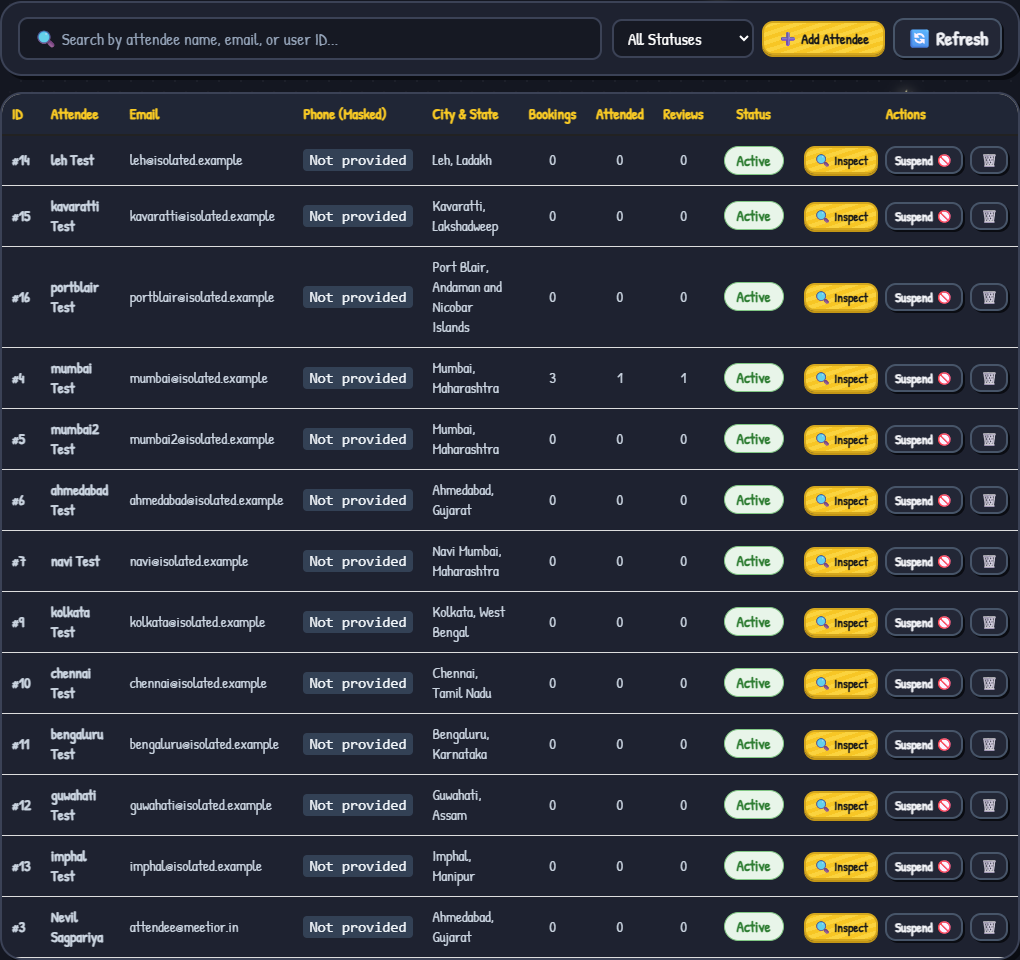 Search by attendee name, email, or user ID...
All Statuses
Add Attendee
Refresh
ID Attendee Email Phone (Masked) City & State Bookings Attended Reviews Status Actions
#14 leh Test leh@isolated.example Not provided Leh, Ladakh 0 0 0 Active Inspect Suspend
#15 kavaratti Test kavaratti@isolated.example Not provided Kavaratti, Lakshadweep 0 0 0 Active Inspect Suspend
#16 portblair Test portblair@isolated.example Not provided Port Blair, Andaman and Nicobar Islands 0 0 0 Active Inspect Suspend
#4 mumbai Test mumbai@isolated.example Not provided Mumbai, Maharashtra 3 1 1 Active Inspect Suspend
#5 mumbai2 Test mumbai2@isolated.example Not provided Mumbai, Maharashtra 0 0 0 Active Inspect Suspend
#6 ahmedabad Test ahmedabad@isolated.example Not provided Ahmedabad, Gujarat 0 0 0 Active Inspect Suspend
#7 navi Test navi@isolated.example Not provided Navi Mumbai, Maharashtra 0 0 0 Active Inspect Suspend
#9 kolkata Test kolkata@isolated.example Not provided Kolkata, West Bengal 0 0 0 Active Inspect Suspend
#10 chennai Test chennai@isolated.example Not provided Chennai, Tamil Nadu 0 0 0 Active Inspect Suspend
#11 bengaluru Test bengaluru@isolated.example Not provided Bengaluru, Karnataka 0 0 0 Active Inspect Suspend
#12 guwahati Test guwahati@isolated.example Not provided Guwahati, Assam 0 0 0 Active Inspect Suspend
#13 imphal Test imphal@isolated.example Not provided Imphal, Manipur 0 0 0 Active Inspect Suspend
#3 Nevil Sagpariya attendee@meetior.in Not provided Ahmedabad, Gujarat 0 0 0 Active Inspect Suspend